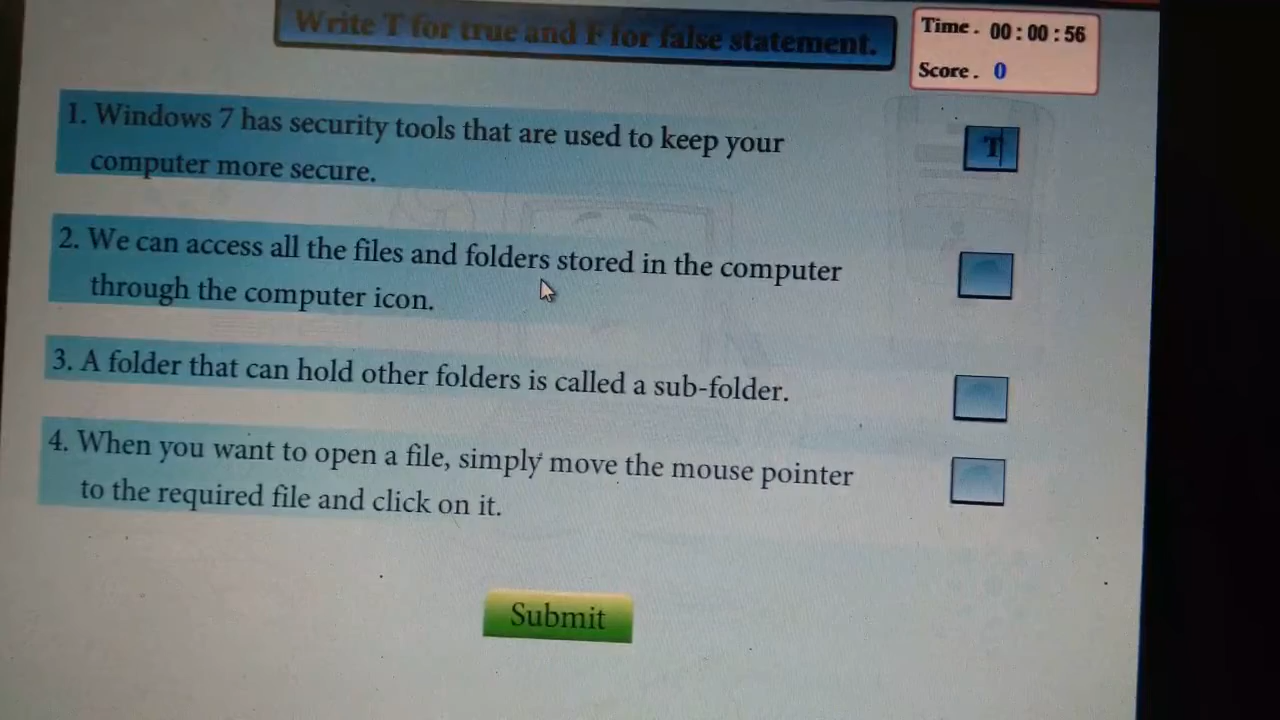 Write T for true and F for false statement.
Time . 00 : 00 : 56
Score . 0
1. Windows 7 has security tools that are used to keep your
computer more secure.
T
2. We can access all the files and folders stored in the computer
through the computer icon.
3. A folder that can hold other folders is called a sub-folder.
4. When you want to open a file, simply move the mouse pointer
to the required file and click on it.
Submit